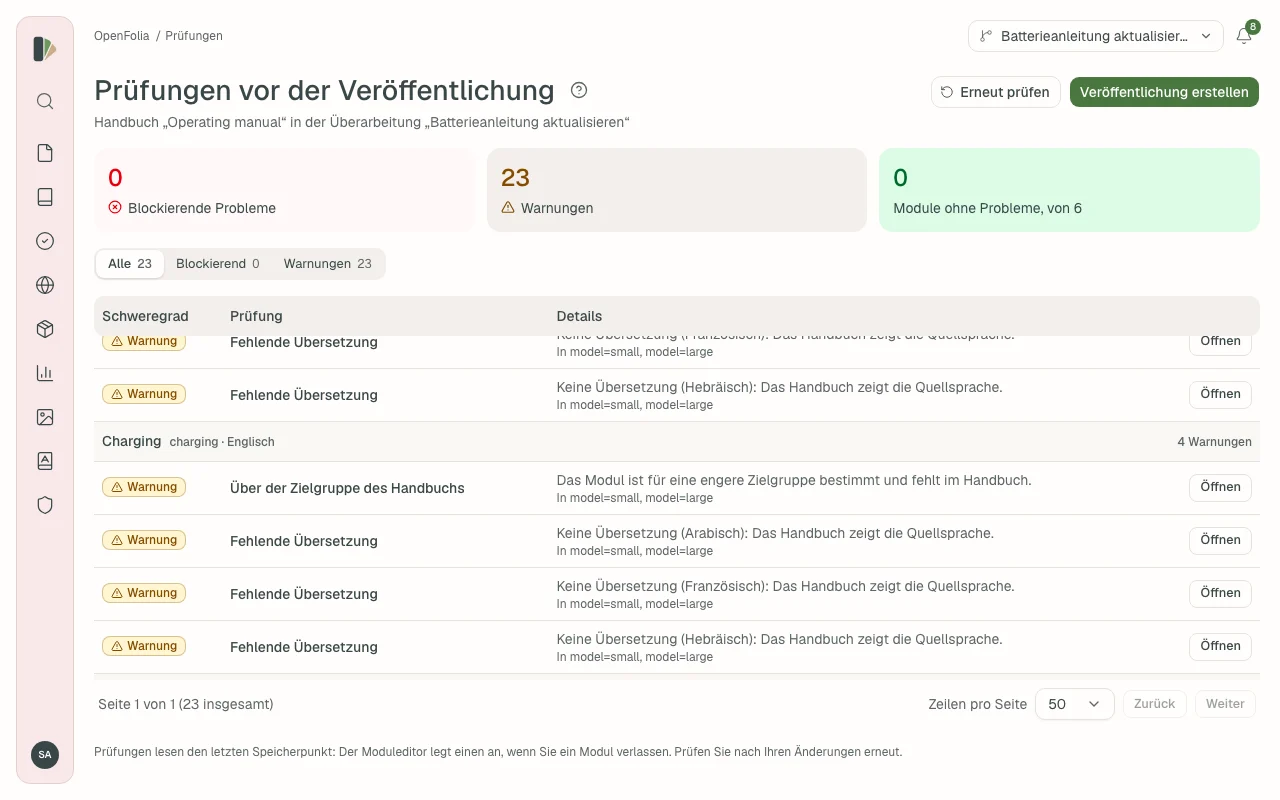 OpenFolia / Prüfungen
Batterieanleitung aktualisier…
8
Prüfungen vor der Veröffentlichung
Erneut prüfen
Veröffentlichung erstellen
Handbuch „Operating manual“ in der Überarbeitung „Batterieanleitung aktualisieren“
0
Blockierende Probleme
23
Warnungen
0
Module ohne Probleme, von 6
Alle 23
Blockierend 0
Warnungen 23
Schweregrad Prüfung Details
Warnung Fehlende Übersetzung Keine Übersetzung (Französisch): Das Handbuch zeigt die Quellsprache. Öffnen
In model=small, model=large
Warnung Fehlende Übersetzung Keine Übersetzung (Hebräisch): Das Handbuch zeigt die Quellsprache. Öffnen
In model=small, model=large
Charging charging · Englisch 4 Warnungen
Warnung Über der Zielgruppe des Handbuchs Das Modul ist für eine engere Zielgruppe bestimmt und fehlt im Handbuch. Öffnen
In model=small, model=large
Warnung Fehlende Übersetzung Keine Übersetzung (Arabisch): Das Handbuch zeigt die Quellsprache. Öffnen
In model=small, model=large
Warnung Fehlende Übersetzung Keine Übersetzung (Französisch): Das Handbuch zeigt die Quellsprache. Öffnen
In model=small, model=large
Warnung Fehlende Übersetzung Keine Übersetzung (Hebräisch): Das Handbuch zeigt die Quellsprache. Öffnen
In model=small, model=large
Seite 1 von 1 (23 insgesamt) Zeilen pro Seite 50 Zurück Weiter
SA
Prüfungen lesen den letzten Speicherpunkt: Der Moduleditor legt einen an, wenn Sie ein Modul verlassen. Prüfen Sie nach Ihren Änderungen erneut.